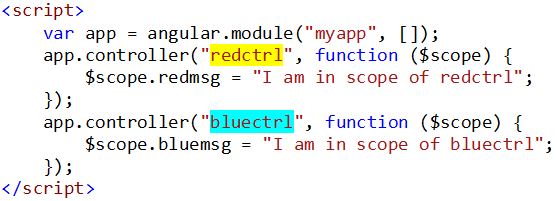 <script>
    var app = angular.module("myapp", []);
    app.controller("redctrl", function ($scope) {
        $scope.redmsg = "I am in scope of redctrl";
    });
    app.controller("bluectrl", function ($scope) {
        $scope.bluemsg = "I am in scope of bluectrl";
    });
</script>